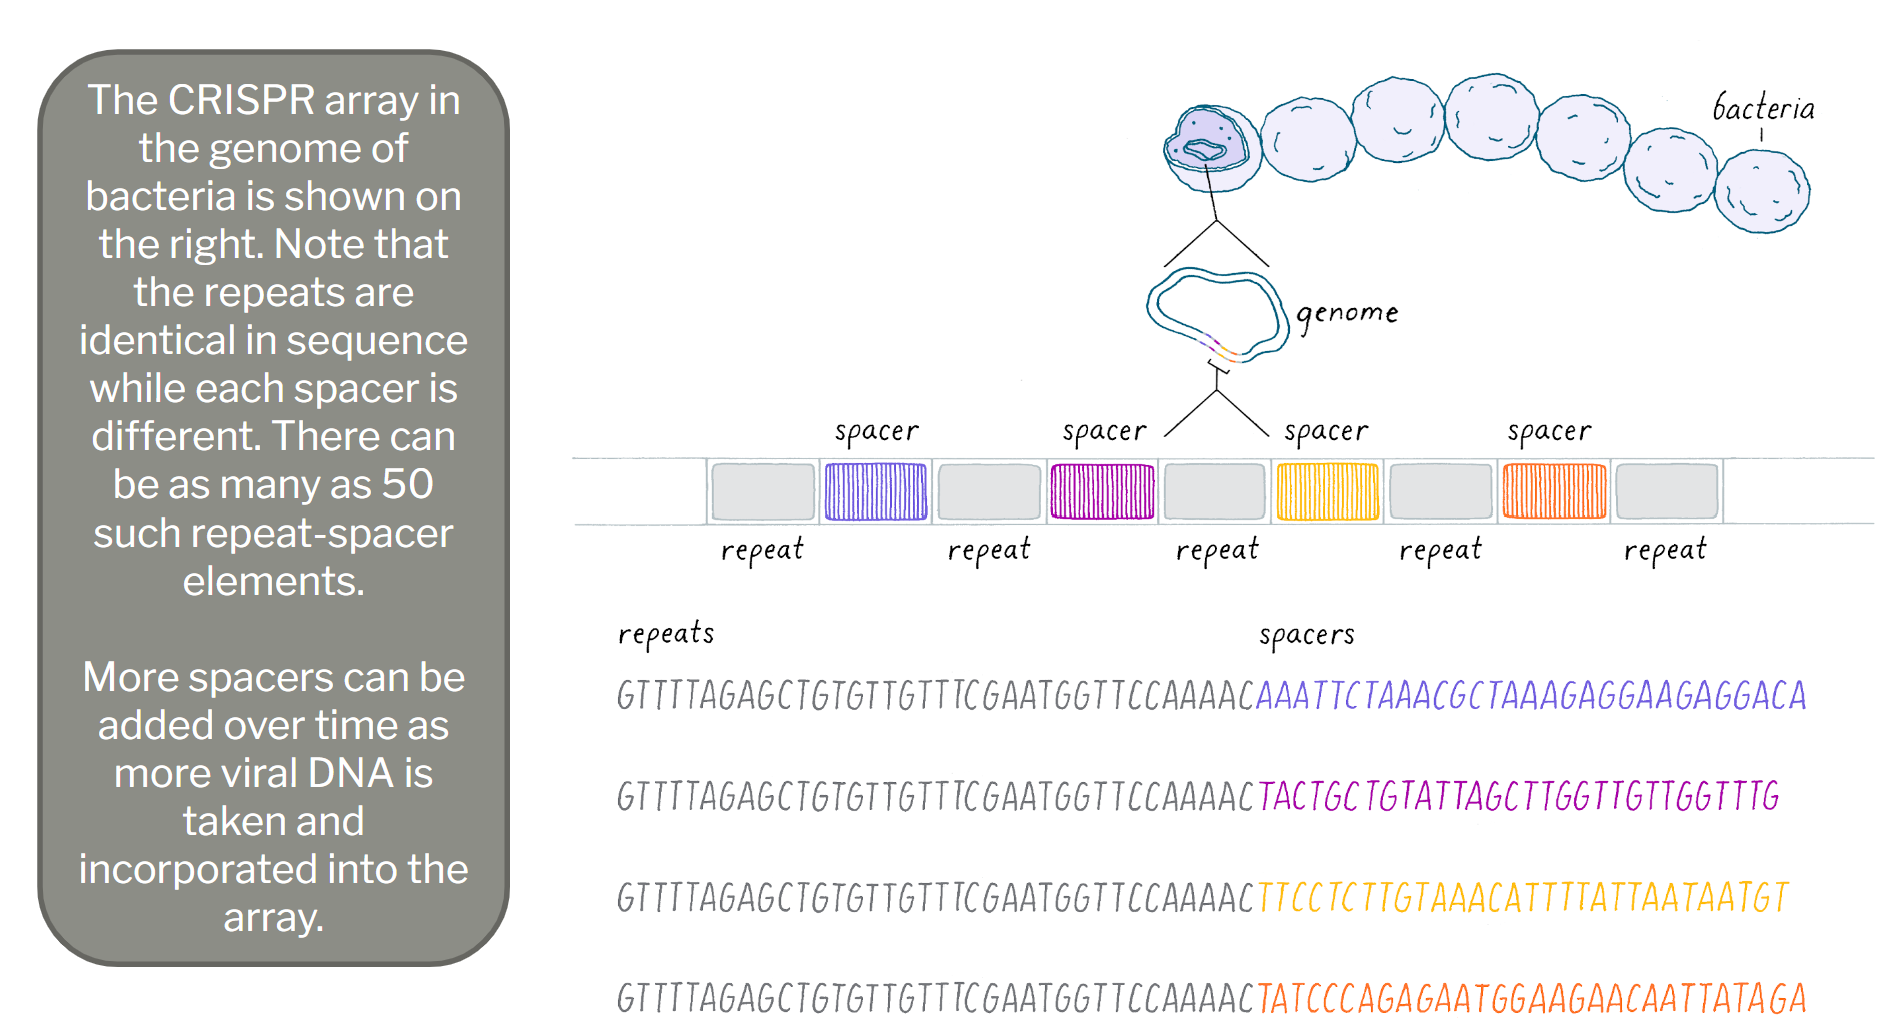 The CRISPR array in
the genome of
bacteria is shown on
the right. Note that
the repeats are
identical in sequence
while each spacer is
different. There can
be as many as 50
such repeat-spacer
elements.
More spacers can be
added over time as
more viral DNA is
taken and
incorporated into the
array.
bacteria
genome
spacer spacer spacer spacer
repeat repeat repeat repeat repeat
repeats spacers
GTTTTAGAGCTGTGTTGTTTCGAATGGTTCCAAAACAAATTCTAAACGCTAAAGAGGAAGAGGACA
GTTTTAGAGCTGTGTTGTTTCGAATGGTTCCAAAACTACTGCTGTATTAGCTTGGTTGTTGGTTTG
GTTTTAGAGCTGTGTTGTTTCGAATGGTTCCAAAACTTCCTCTTGTAAACATTTTATTAATAATGT
GTTTTAGAGCTGTGTTGTTTCGAATGGTTCCAAAACTATCCCAGAGAATGGAAGAACAATTATAGA